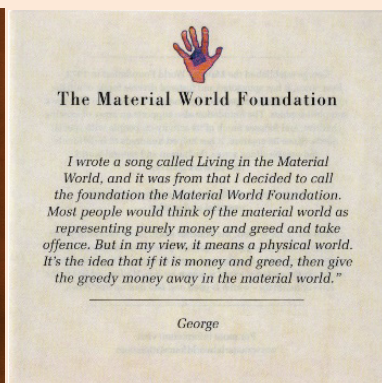 The Material World Foundation
I wrote a song called Living in the Material
World, and it was from that I decided to call
the foundation the Material World Foundation.
Most people would think of the material world as
representing purely money and greed and take
offence. But in my view, it means a physical world.
It's the idea that if it is money and greed, then give
the greedy money away in the material world."
George